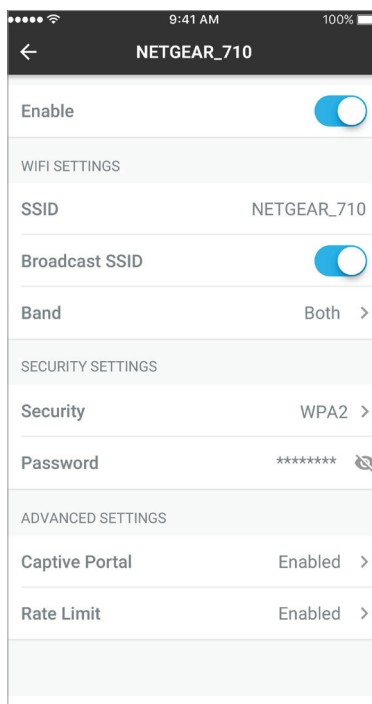 9:41 AM 100%
NETGEAR_710
Enable
WIFI SETTINGS
SSID NETGEAR_710
Broadcast SSID
Band Both >
SECURITY SETTINGS
Security WPA2 >
Password ********
ADVANCED SETTINGS
Captive Portal Enabled >
Rate Limit Enabled >